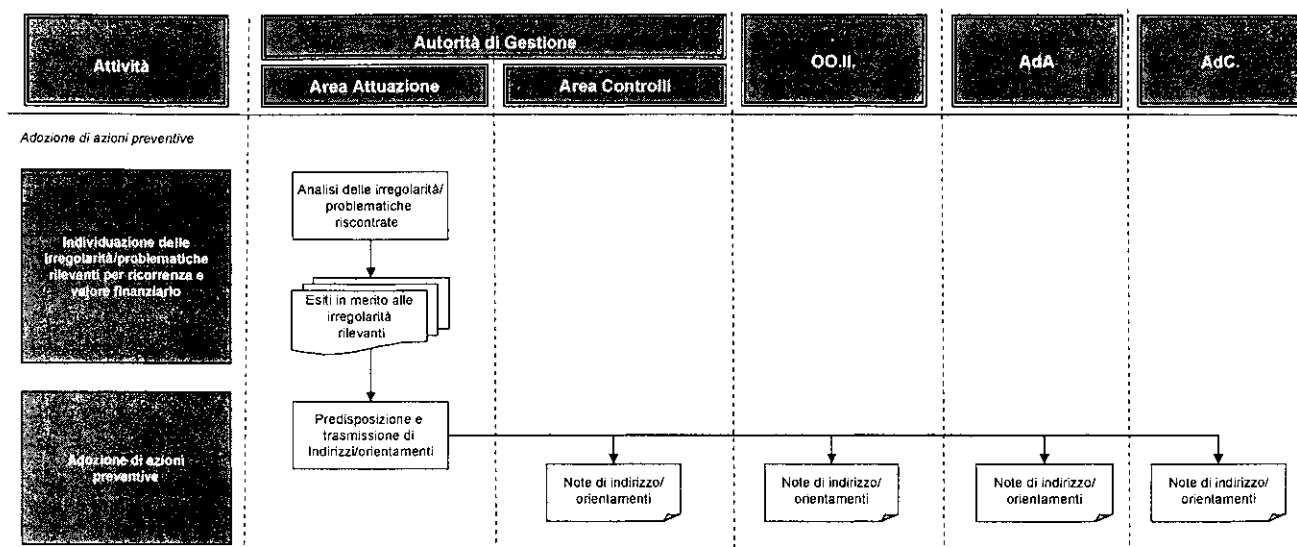 Attività
Autorità di Gestione
Area Attuazione
Area Controlli
OO.II.
AdA
AdC.
Adozione di azioni preventive
Individuazione delle
irregolarità/problematiche
rilevanti per ricorrenza e
valore finanziario
Analisi delle irregolarità/
problematiche
riscontrate
Esiti in merito alle
irregolarità
rilevanti
Adozione di azioni
preventive
Predisposizione e
trasmissione di
Indirizzi/orientamenti
Note di indirizzo/
orientamenti
Note di indirizzo/
orientamenti
Note di indirizzo/
orientamenti
Note di indirizzo/
orientamenti